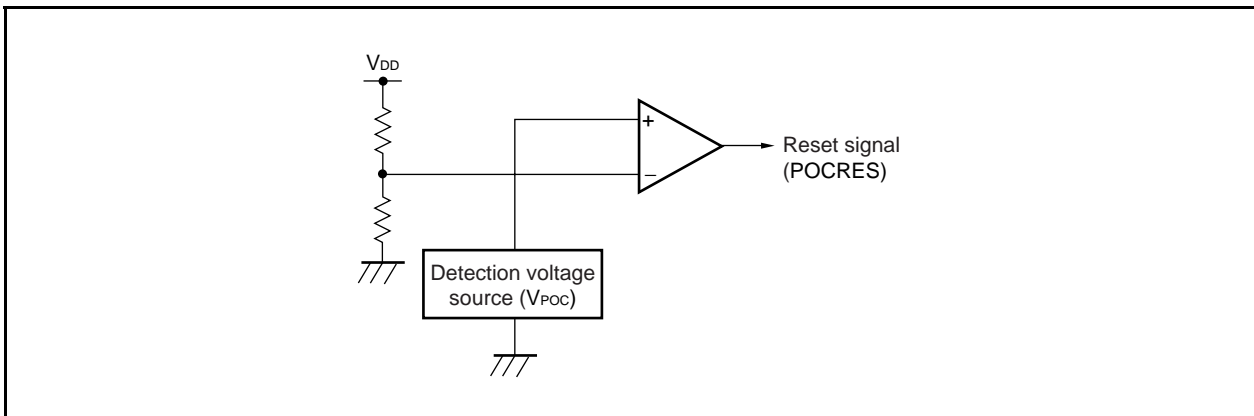 VDD
+
−
Reset signal
(POCRES)
Detection voltage
source (VPOC)